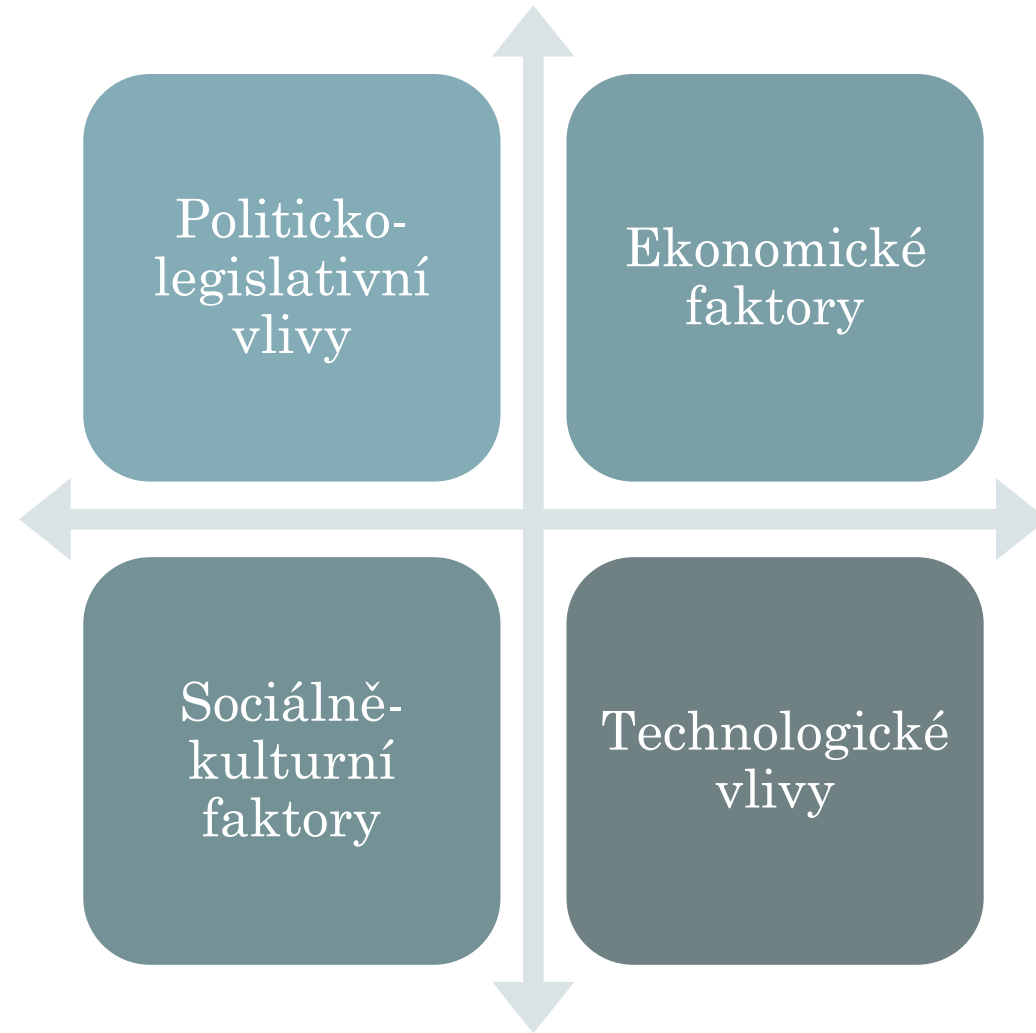 Politicko-
legislativní
vlivy
Ekonomické
faktory
Sociálně-
kulturní
faktory
Technologické
vlivy